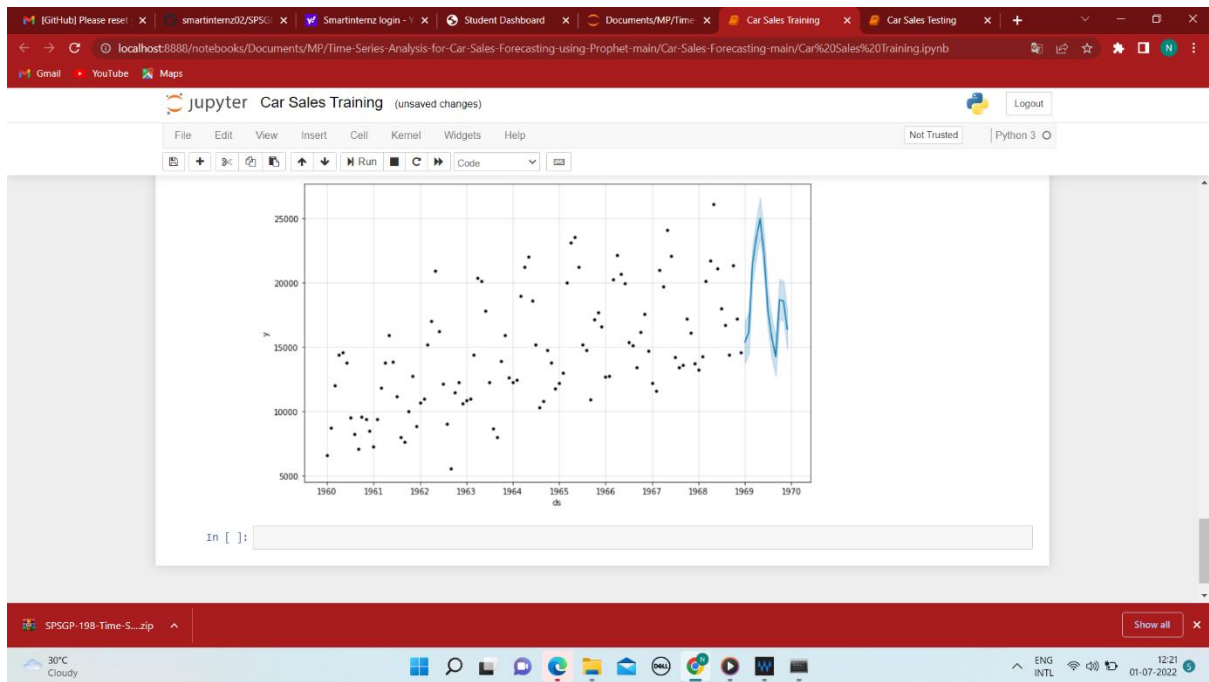 [GitHub] Please reset
smartinternz02/SPSG
Smartinternz login -
Student Dashboard
Documents/MP/Time
Car Sales Training
Car Sales Testing
localhost:8888/notebooks/Documents/MP/Time-Series-Analysis-for-Car-Sales-Forecasting-using-Prophet-main/Car-Sales-Forecasting-main/Car%20Sales%20Training.ipynb
N
Gmail YouTube Maps
jupyter Car Sales Training (unsaved changes)
Logout
File Edit View Insert Cell Kernel Widgets Help
Not Trusted Python 3
Run Code
25000
20000
15000
10000
5000
y
1960 1961 1962 1963 1964 1965 1966 1967 1968 1969 1970
ds
In [ ]:
SPSGP-198-Time-S....zip
Show all
30°C
Cloudy
DELL
ENG
INTL
12:21
01-07-2022
5